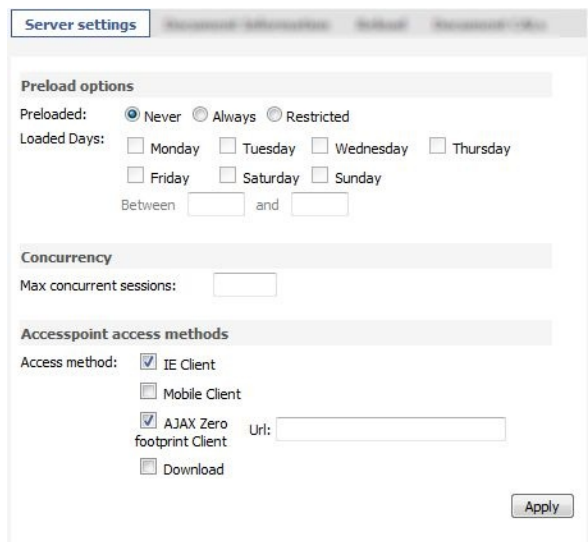 Server settings
Preload options
Preloaded: Never Always Restricted
Loaded Days: Monday Tuesday Wednesday Thursday
Friday Saturday Sunday
Between and
Concurrency
Max concurrent sessions:
Accesspoint access methods
Access method: IE Client
Mobile Client
AJAX Zero
footprint Client Url:
Download
Apply